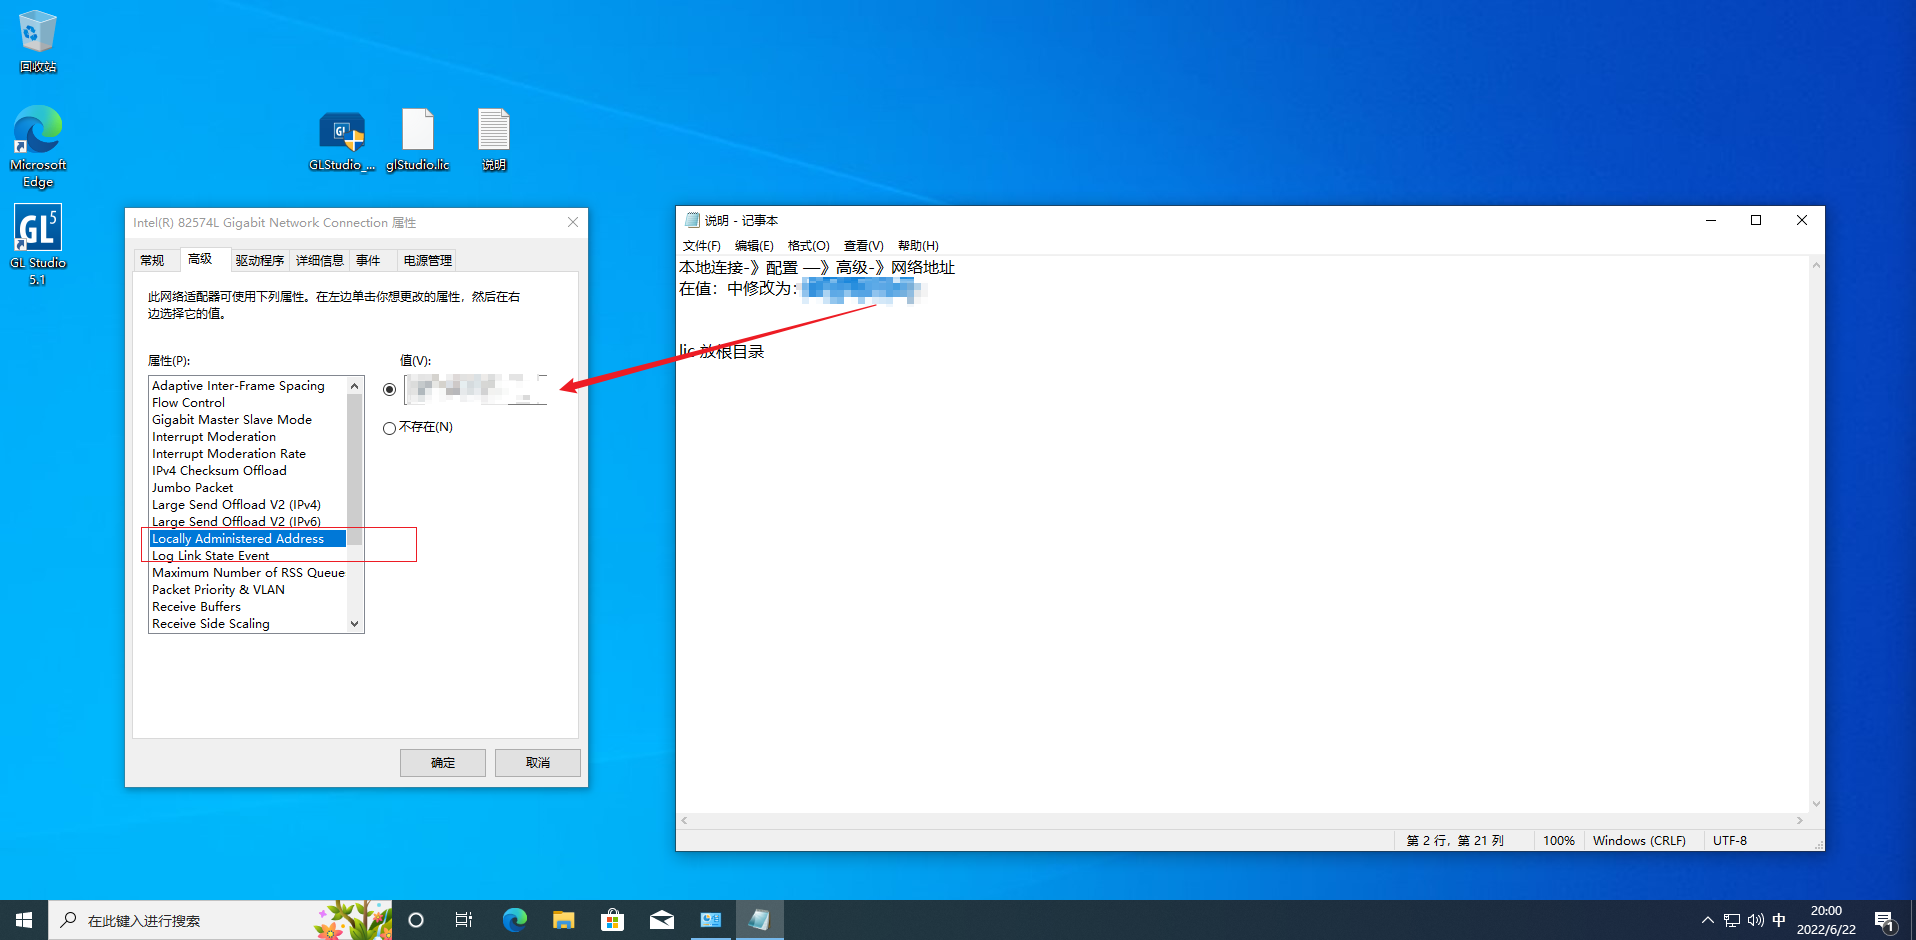 回收站
Microsoft
Edge
GL 5
GL Studio
5.1
GL!
GLStudio_...
glStudio.lic
说明
Intel(R) 82574L Gigabit Network Connection 属性
常规
高级
驱动程序
详细信息
事件
电源管理
此网络适配器可使用下列属性。在左边单击你想更改的属性，然后在右
边选择它的值。
属性(P):
值(V):
Adaptive Inter-Frame Spacing
Flow Control
Gigabit Master Slave Mode
Interrupt Moderation
Interrupt Moderation Rate
IPv4 Checksum Offload
Jumbo Packet
Large Send Offload V2 (IPv4)
Large Send Offload V2 (IPv6)
Locally Administered Address
Log Link State Event
Maximum Number of RSS Queue
Packet Priority & VLAN
Receive Buffers
Receive Side Scaling
不存在(N)
确定
取消
说明 - 记事本
文件(F) 编辑(E) 格式(O) 查看(V) 帮助(H)
本地连接-》配置 —》高级-》网络地址
在值：中修改为：
lic 放根目录
第 2 行，第 21 列
100%
Windows (CRLF)
UTF-8
在此键入进行搜索
中
20:00
2022/6/22
1